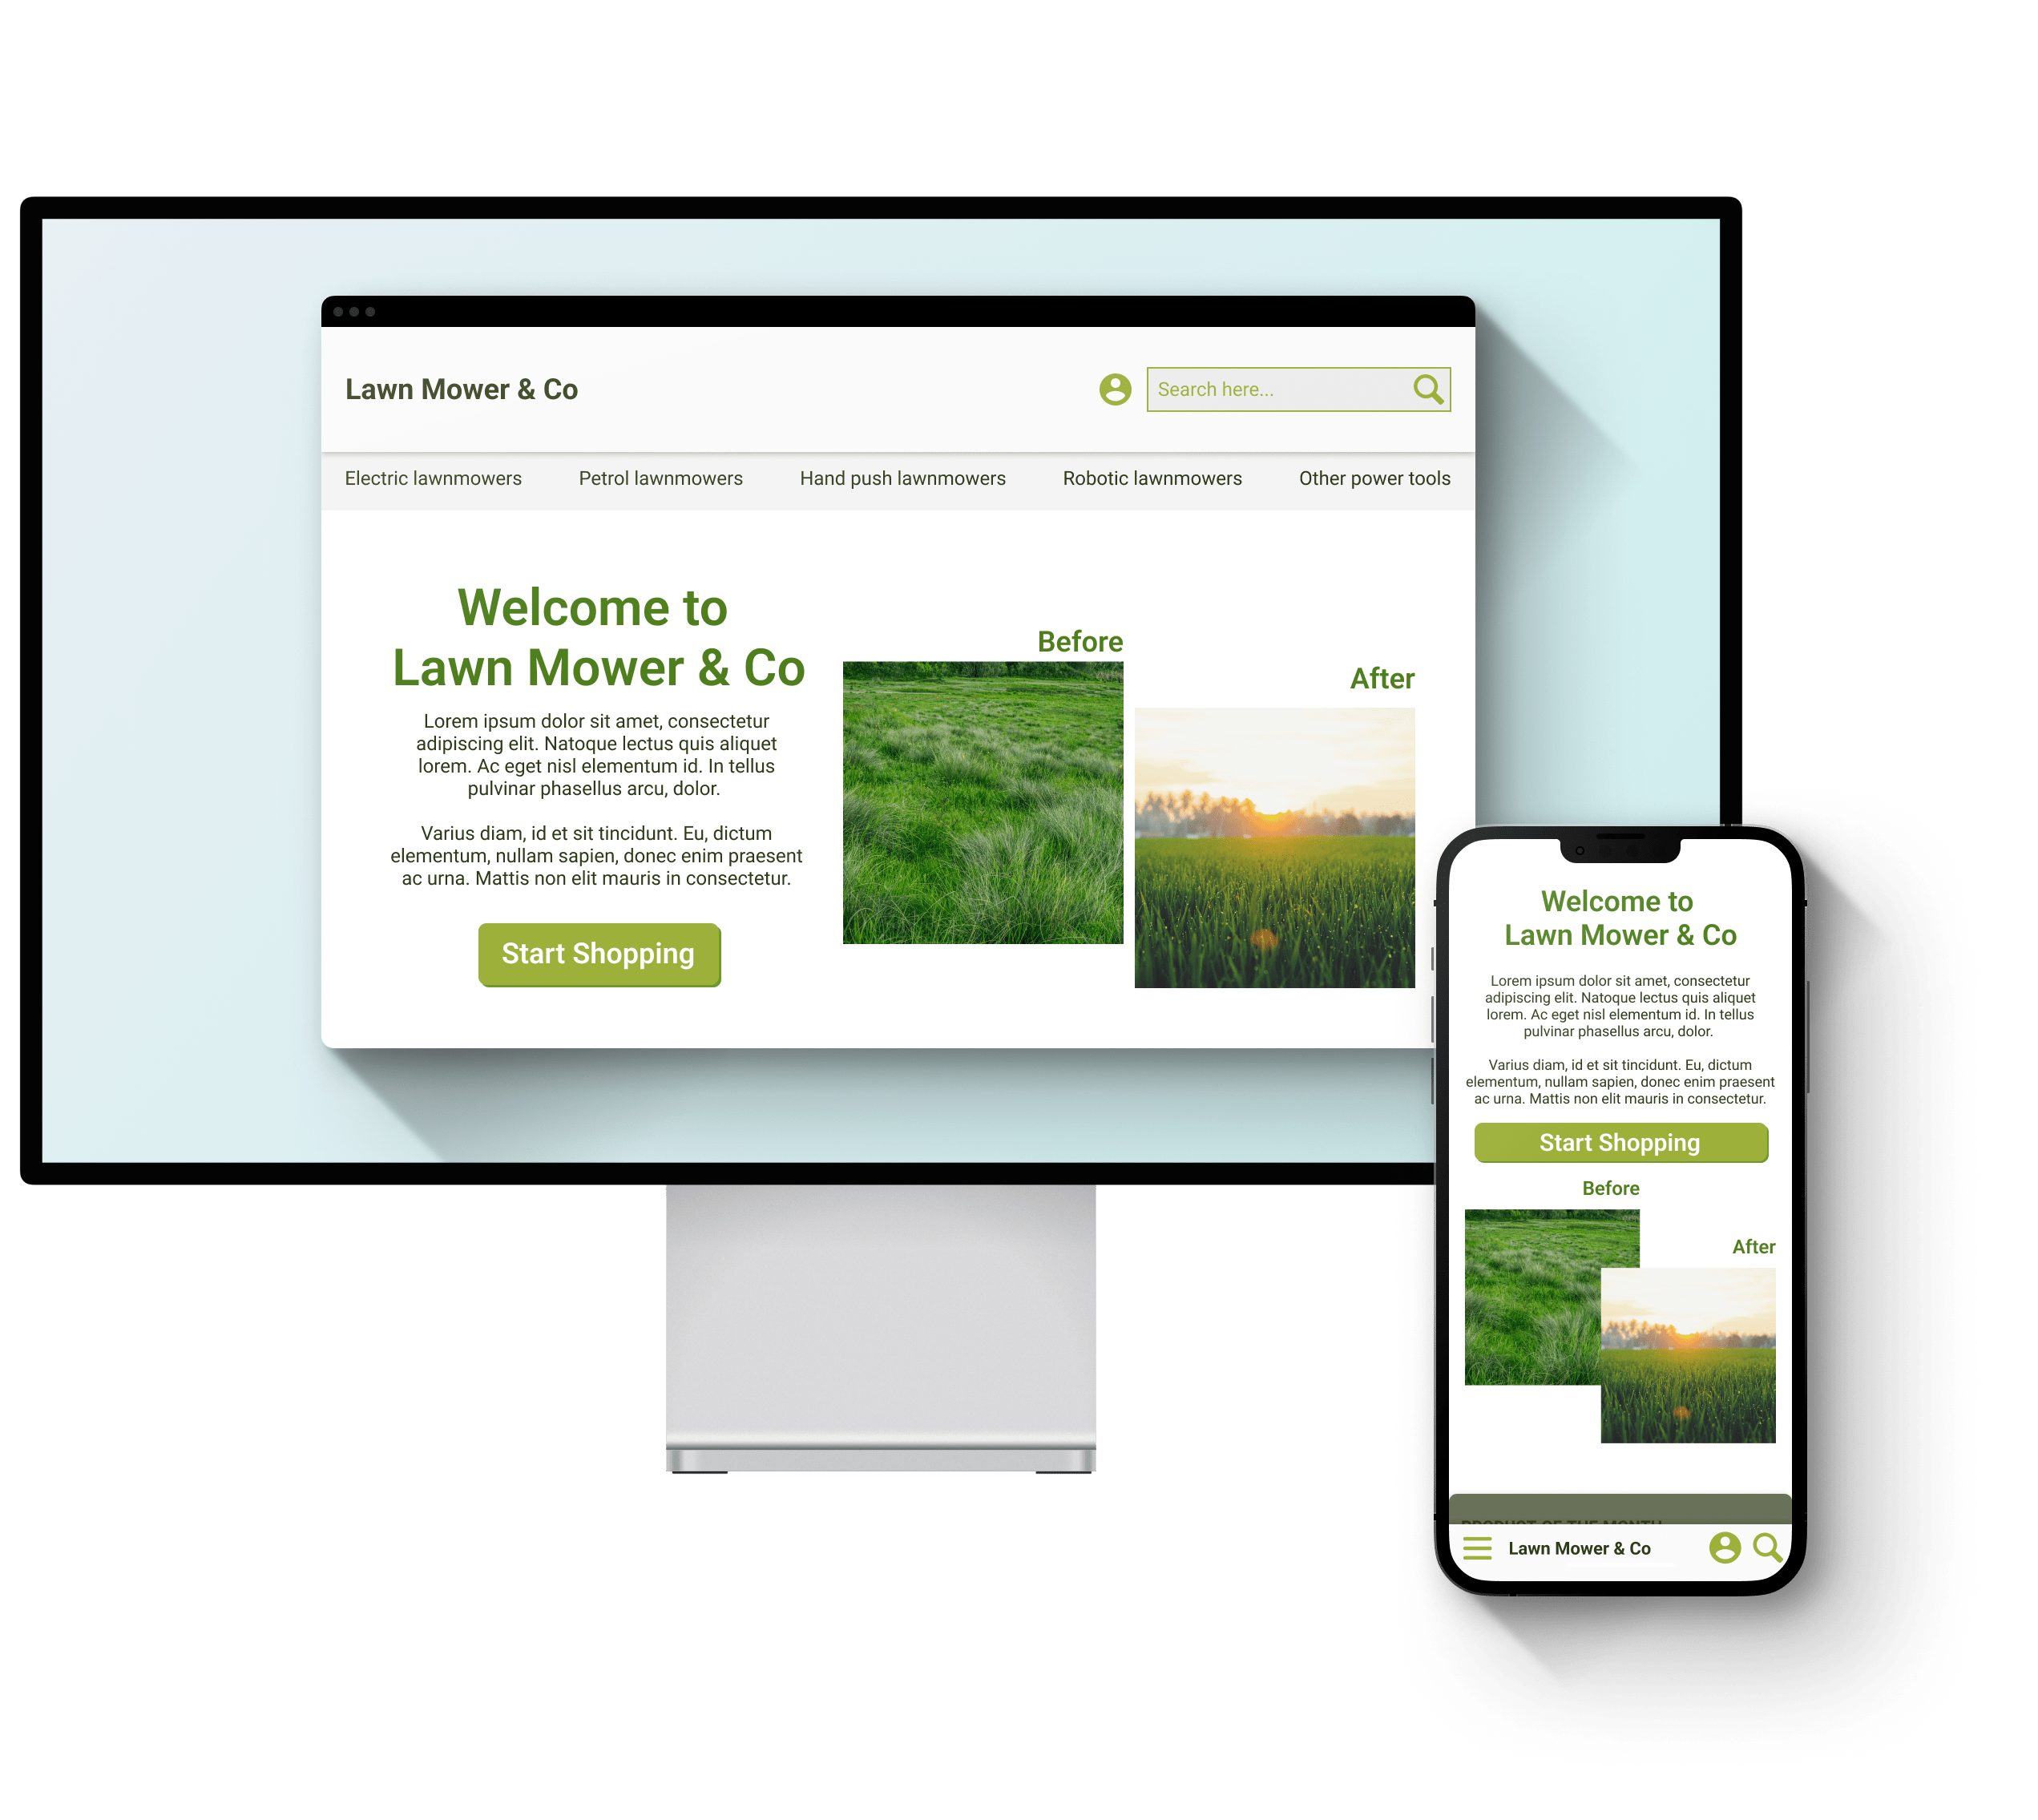 Lawn Mower & Co
Search here...
Electric lawnmowers
Petrol lawnmowers
Hand push lawnmowers
Robotic lawnmowers
Other power tools
Welcome to
Lawn Mower & Co
Lorem ipsum dolor sit amet, consectetur
adipiscing elit. Natoque lectus quis aliquet
lorem. Ac eget nisl elementum id. In tellus
pulvinar phasellus arcu, dolor.
Varius diam, id et sit tincidunt. Eu, dictum
elementum, nullam sapien, donec enim praesent
ac urna. Mattis non elit mauris in consectetur.
Start Shopping
Before
After
Welcome to
Lawn Mower & Co
Lorem ipsum dolor sit amet, consectetur
adipiscing elit. Natoque lectus quis aliquet
lorem. Ac eget nisl elementum id. In tellus
pulvinar phasellus arcu, dolor.
Varius diam, id et sit tincidunt. Eu, dictum
elementum, nullam sapien, donec enim praesent
ac urna. Mattis non elit mauris in consectetur.
Start Shopping
Before
After
PRODUCT OF THE MONTH
Lawn Mower & Co